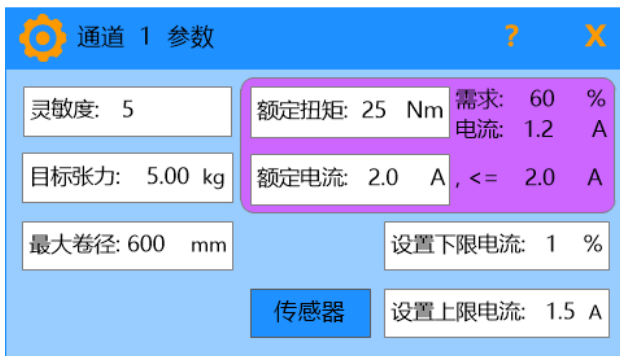 通道 1 参数 ? X
灵敏度: 5
额定扭矩: 25 Nm
需求: 60 %
电流: 1.2 A
目标张力: 5.00 kg
额定电流: 2.0 A , <= 2.0 A
最大卷径: 600 mm
设置下限电流: 1 %
传感器
设置上限电流: 1.5 A